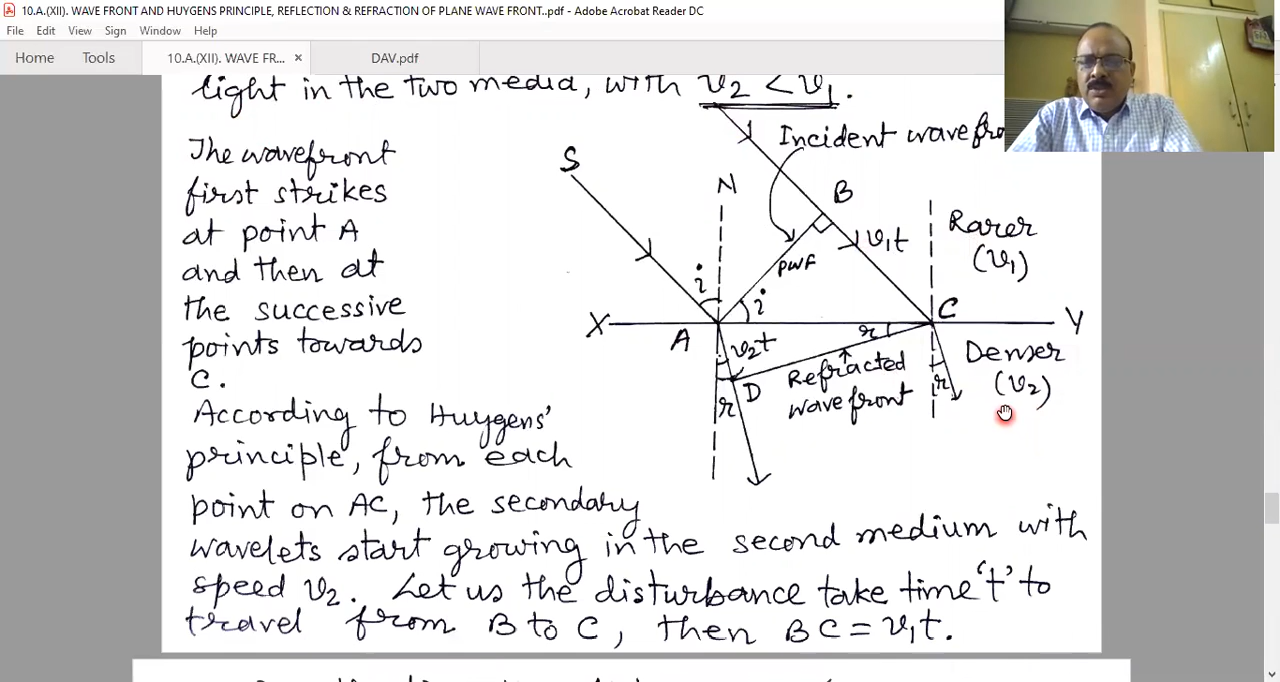 10.A.(XII). WAVE FRONT AND HUYGENS PRINCIPLE, REFLECTION & REFRACTION OF PLANE WAVE FRONT..pdf - Adobe Acrobat Reader DC
File Edit View Sign Window Help
Home Tools 10.A.(XII). WAVE FR... × DAV.pdf
light in the two media, with v2 < v1.
Incident wavefro
S
N
B
The wavefront
first strikes
at point A
and then at
the successive
points towards
C.
Rarer
(v1)
v1t
PWF
i
i
X
A
C
Y
r
v2t
D
Refracted
wavefront
r
r
Denser
(v2)
According to Huygens'
principle, from each
point on AC, the secondary
wavelets start growing in the second medium with
speed v2. Let us the disturbance take time 't' to
travel from B to C, then BC = v1t.